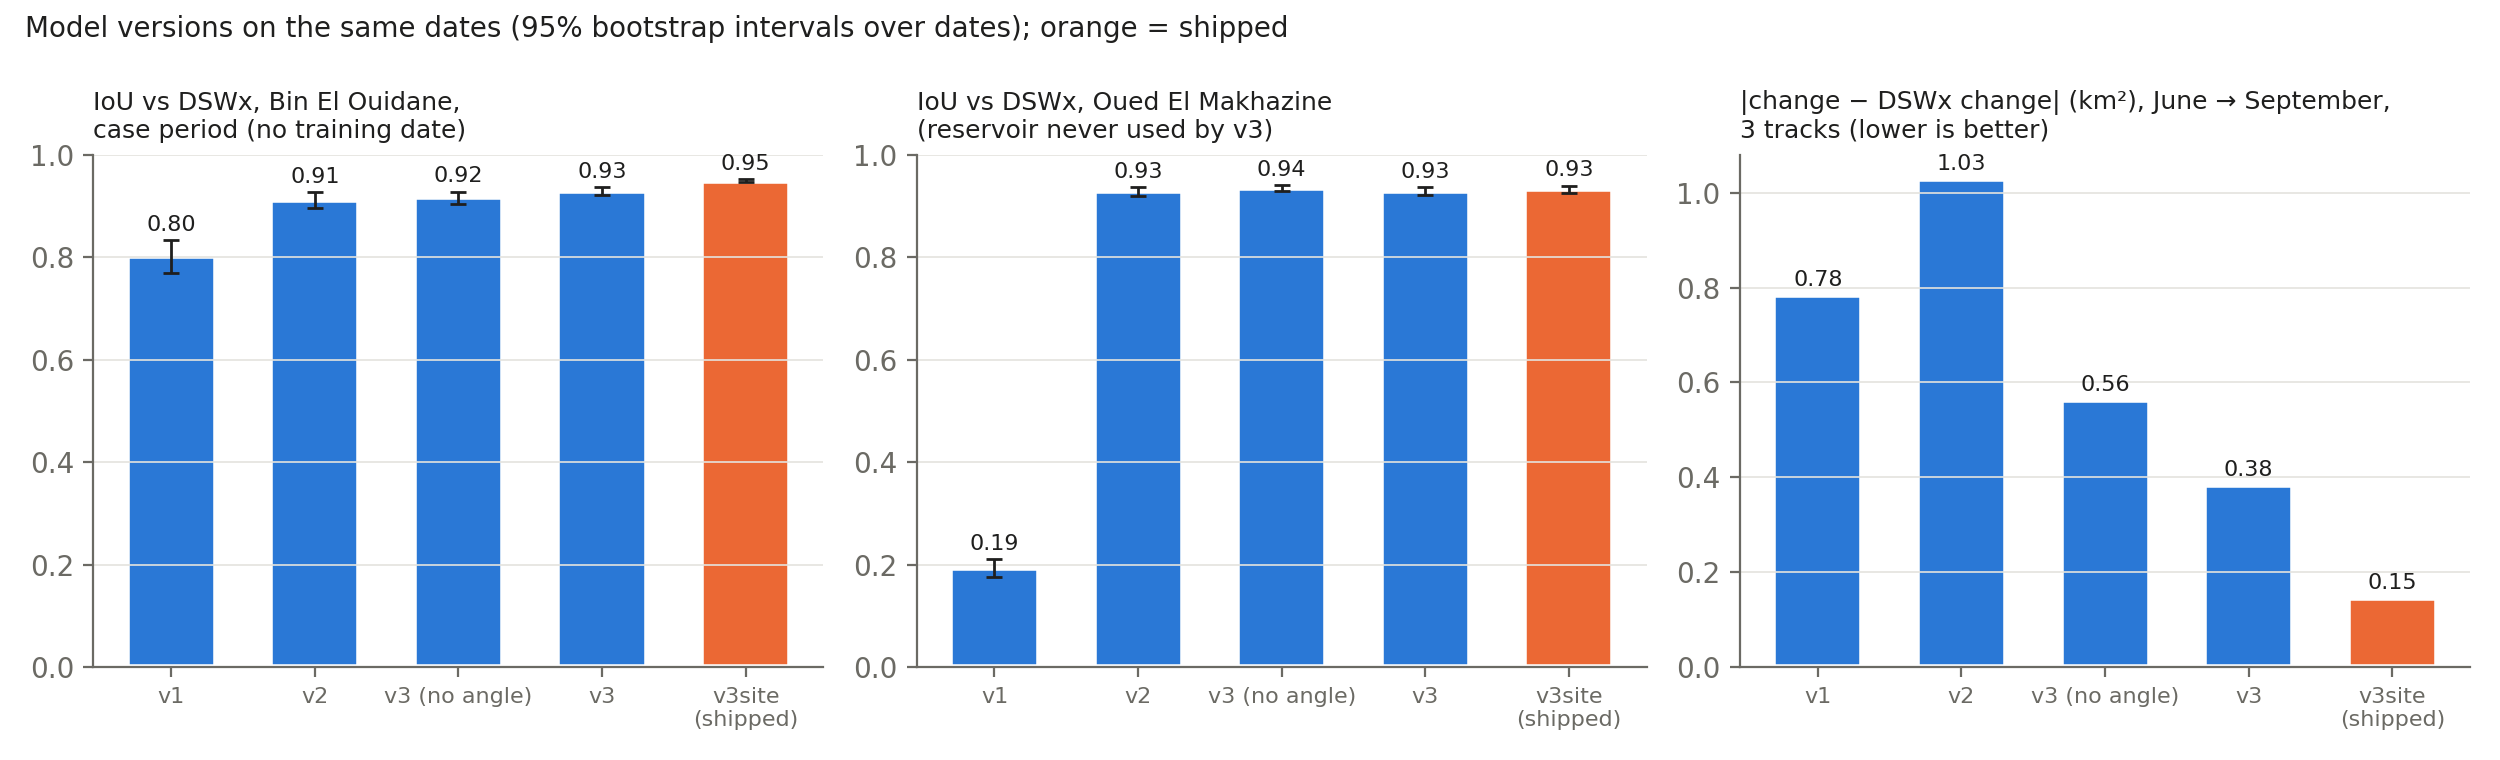 Model versions on the same dates (95% bootstrap intervals over dates); orange = shipped
IoU vs DSWx, Bin El Ouidane,
case period (no training date)
1.0
0.8
0.6
0.4
0.2
0.0
0.80
0.91
0.92
0.93
0.95
v1
v2
v3 (no angle)
v3
v3site
(shipped)
IoU vs DSWx, Oued El Makhazine
(reservoir never used by v3)
1.0
0.8
0.6
0.4
0.2
0.0
0.19
0.93
0.94
0.93
0.93
v1
v2
v3 (no angle)
v3
v3site
(shipped)
|change − DSWx change| (km²), June → September,
3 tracks (lower is better)
1.0
0.8
0.6
0.4
0.2
0.0
0.78
1.03
0.56
0.38
0.15
v1
v2
v3 (no angle)
v3
v3site
(shipped)